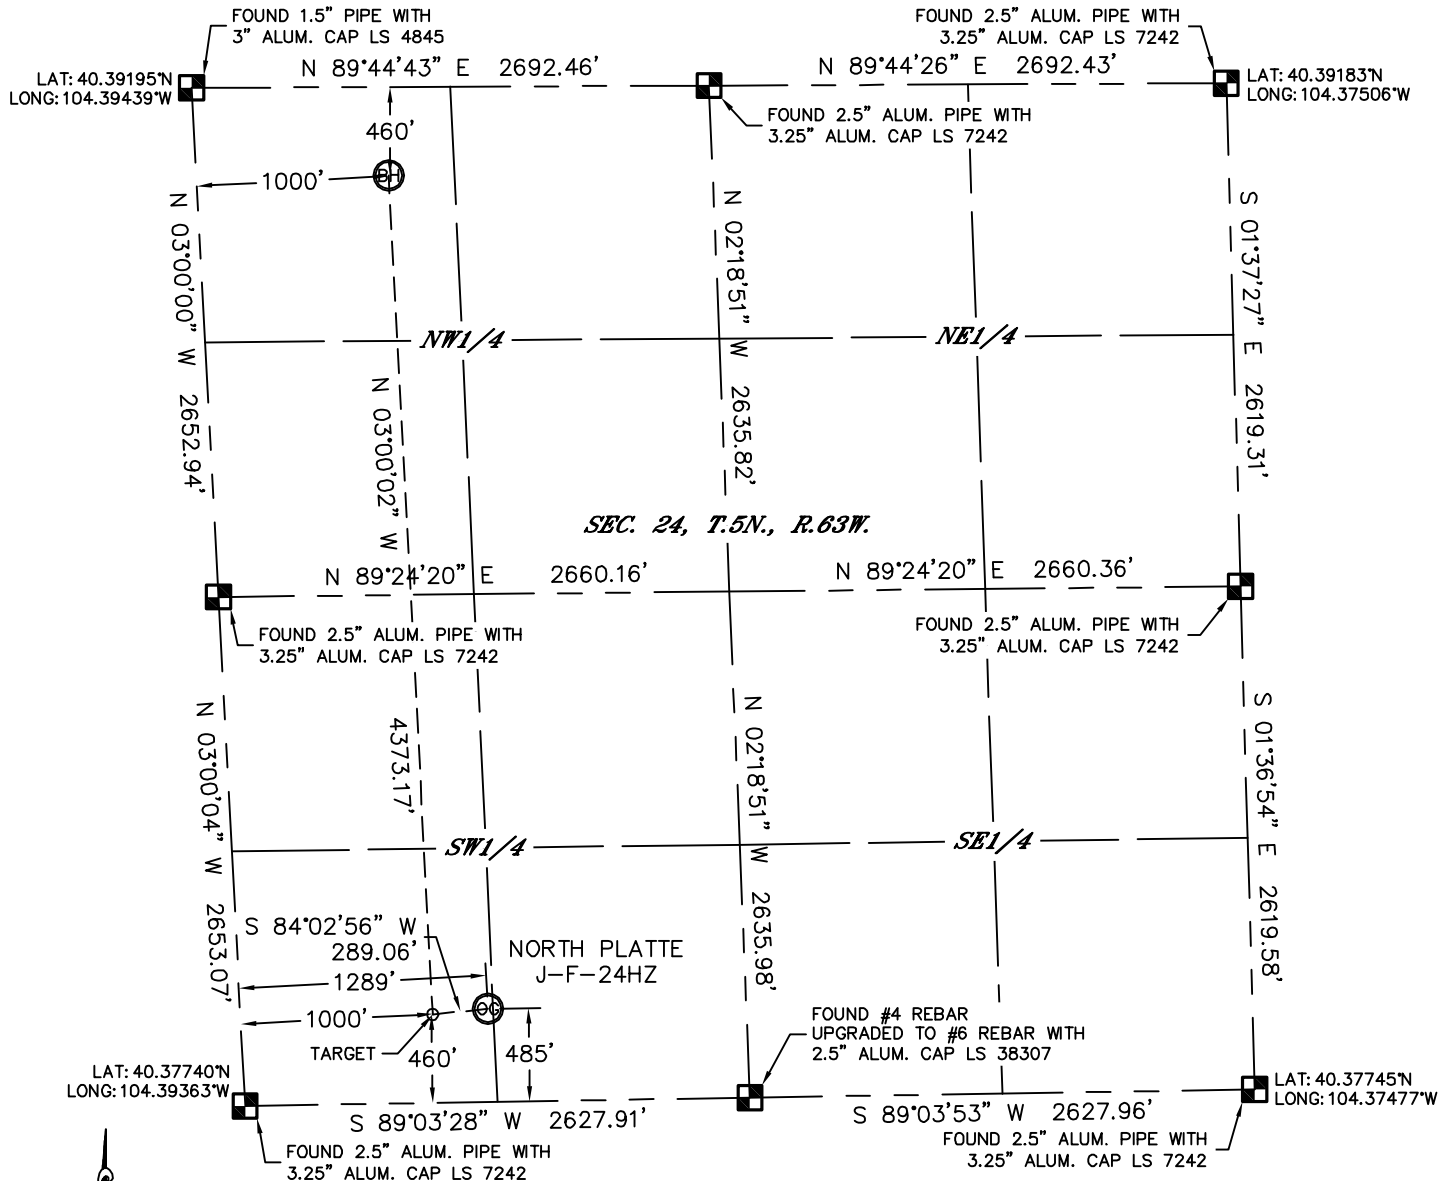 FOUND 1.5" PIPE WITH
3" ALUM. CAP LS 4845
FOUND 2.5" ALUM. PIPE WITH
3.25" ALUM. CAP LS 7242
LAT: 40.39195°N
LONG: 104.39439°W
N 89°44'43" E 2692.46'
N 89°44'26" E 2692.43'
LAT: 40.39183°N
LONG: 104.37506°W
FOUND 2.5" ALUM. PIPE WITH
3.25" ALUM. CAP LS 7242
460'
BH
1000'
N 03°00'00" W 2652.94'
N 02°18'51" W 2635.82'
S 01°37'27" E 2619.31'
NW1/4
NE1/4
N 03°00'02" W 4373.17'
SEC. 24, T.5N., R.63W.
N 89°24'20" E 2660.16'
N 89°24'20" E 2660.36'
FOUND 2.5" ALUM. PIPE WITH
3.25" ALUM. CAP LS 7242
FOUND 2.5" ALUM. PIPE WITH
3.25" ALUM. CAP LS 7242
N 03°00'04" W 2653.07'
N 02°18'51" W 2635.98'
S 01°36'54" E 2619.58'
SW1/4
SE1/4
S 84°02'56" W
289.06'
NORTH PLATTE
J-F-24HZ
1289'
OG
1000'
TARGET
460'
485'
FOUND #4 REBAR
UPGRADED TO #6 REBAR WITH
2.5" ALUM. CAP LS 38307
LAT: 40.37740°N
LONG: 104.39363°W
LAT: 40.37745°N
LONG: 104.37477°W
S 89°03'28" W 2627.91'
S 89°03'53" W 2627.96'
FOUND 2.5" ALUM. PIPE WITH
3.25" ALUM. CAP LS 7242
FOUND 2.5" ALUM. PIPE WITH
3.25" ALUM. CAP LS 7242